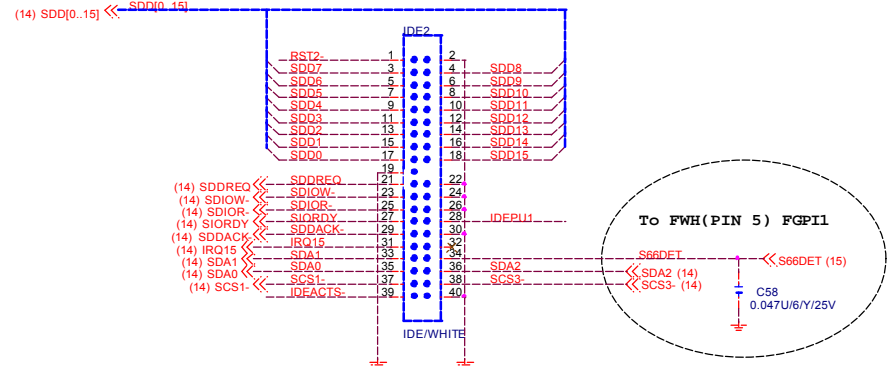 (14) SDD[0..15] SDD[0..15]
IDE2
RST2- 1 2
SDD7 3 4 SDD8
SDD6 5 6 SDD9
SDD5 7 8 SDD10
SDD4 9 10 SDD11
SDD3 11 12 SDD12
SDD2 13 14 SDD13
SDD1 15 16 SDD14
SDD0 17 18 SDD15
19
(14) SDDREQ SDDREQ 21 22
(14) SDIOW- SDIOW- 23 24
(14) SDIOR- SDIOR- 25 26
(14) SIORDY SIORDY 27 28 IDEPU1
(14) SDDACK- SDDACK- 29 30
(14) IRQ15 IRQ15 31 32
(14) SDA1 SDA1 33 34 S66DET
(14) SDA0 SDA0 35 36 SDA2 SDA2 (14)
(14) SCS1- SCS1- 37 38 SCS3- SCS3- (14)
IDEACTS- 39 40
IDE/WHITE
To FWH(PIN 5) FGPI1
S66DET (15)
C58
0.047U/6/Y/25V